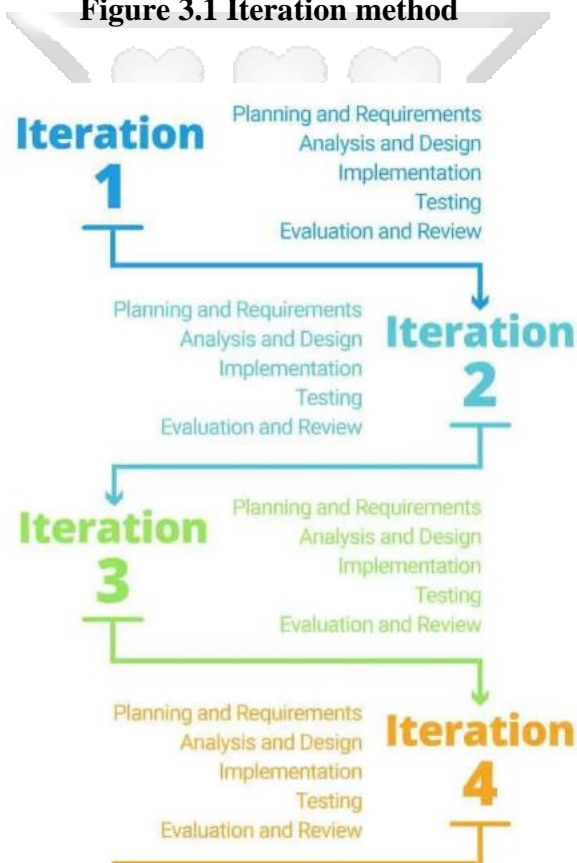 Figure 3.1 Iteration method
Iteration
1
Planning and Requirements
Analysis and Design
Implementation
Testing
Evaluation and Review
Planning and Requirements
Analysis and Design
Implementation
Testing
Evaluation and Review
Iteration
2
Iteration
3
Planning and Requirements
Analysis and Design
Implementation
Testing
Evaluation and Review
Planning and Requirements
Analysis and Design
Implementation
Testing
Evaluation and Review
Iteration
4